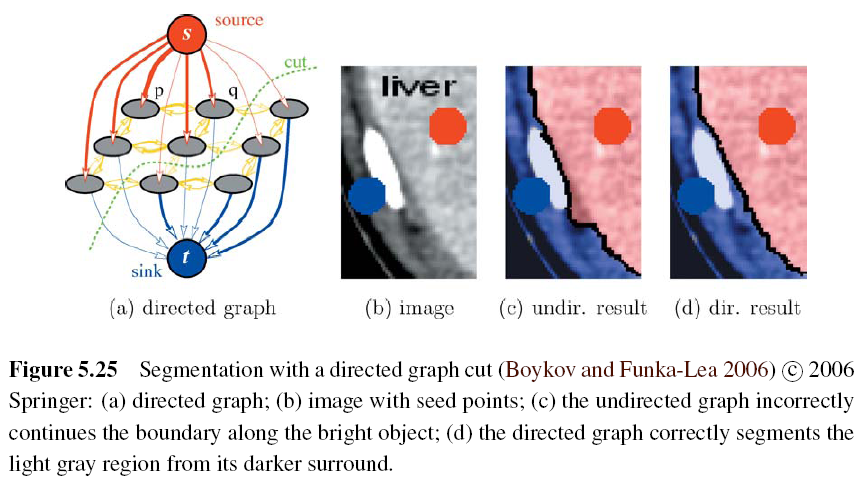 s
source
cut
p
q
t
sink
liver
(a) directed graph
(b) image
(c) undir. result
(d) dir. result
Figure 5.25 Segmentation with a directed graph cut (Boykov and Funka-Lea 2006) © 2006
Springer: (a) directed graph; (b) image with seed points; (c) the undirected graph incorrectly
continues the boundary along the bright object; (d) the directed graph correctly segments the
light gray region from its darker surround.